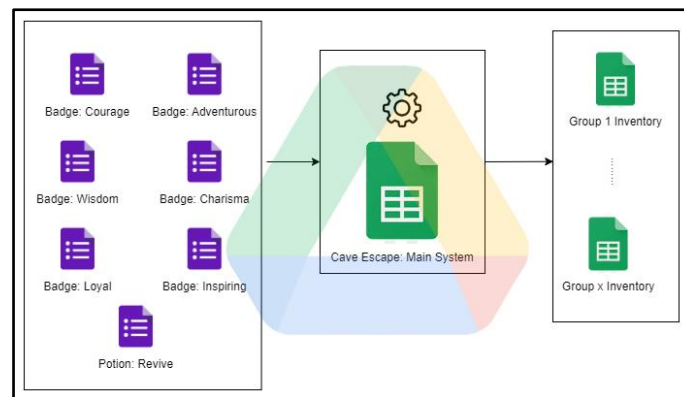 Badge: Courage
Badge: Adventurous
Badge: Wisdom
Badge: Charisma
Badge: Loyal
Badge: Inspiring
Potion: Revive
Cave Escape: Main System
Group 1 Inventory
Group x Inventory